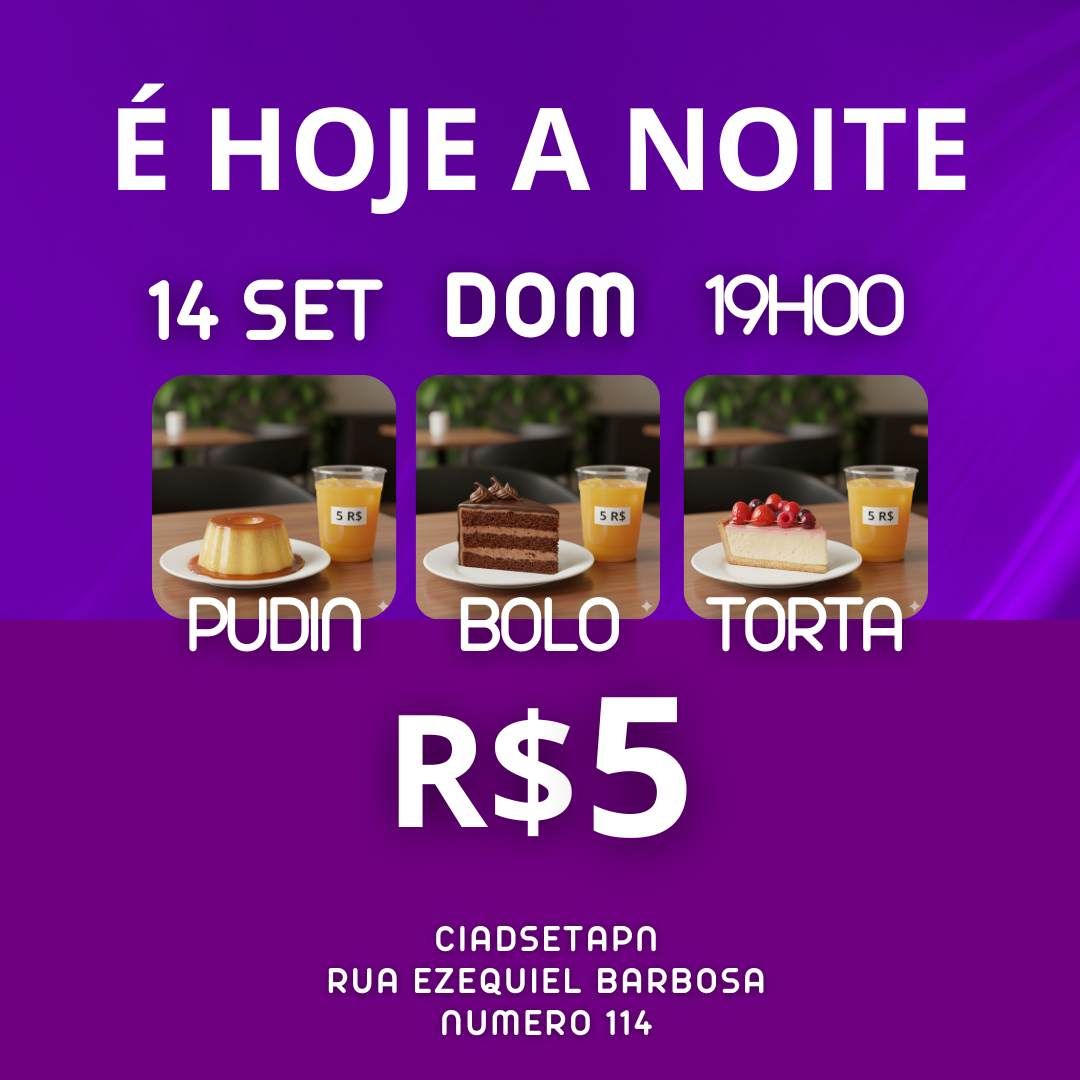 É HOJE A NOITE
14 SET DOM 19H00
5 R$ 5 R$ 5 R$
PUDIN BOLO TORTA
R$5
CIADSETAPN
RUA EZEQUIEL BARBOSA
NUMERO 114